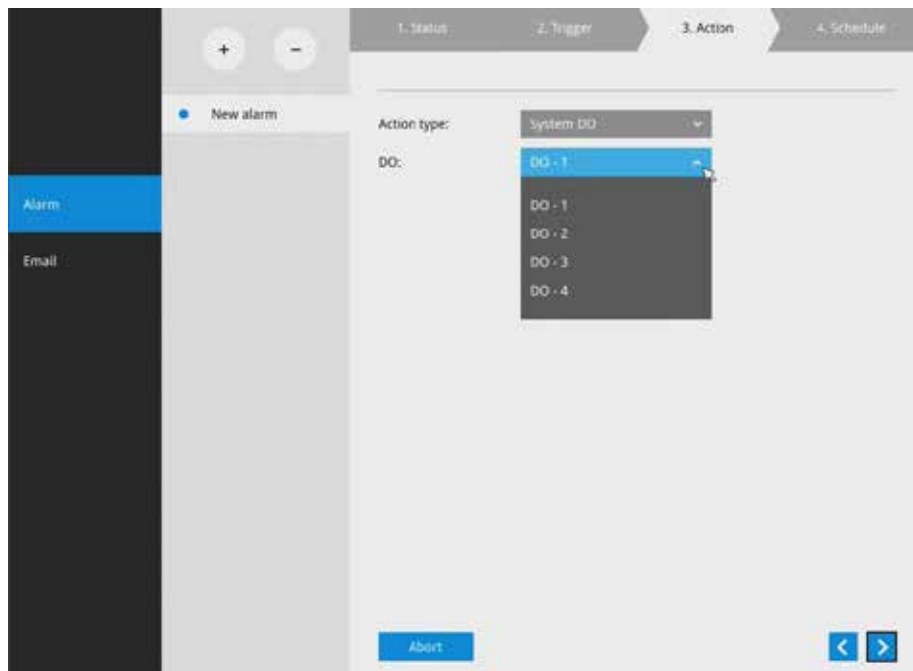 1. Status
2. Trigger
3. Action
4. Schedule
+
-
New alarm
Action type:
System DO
DO:
DO - 1
Alarm
DO - 1
DO - 2
Email
DO - 3
DO - 4
Abort